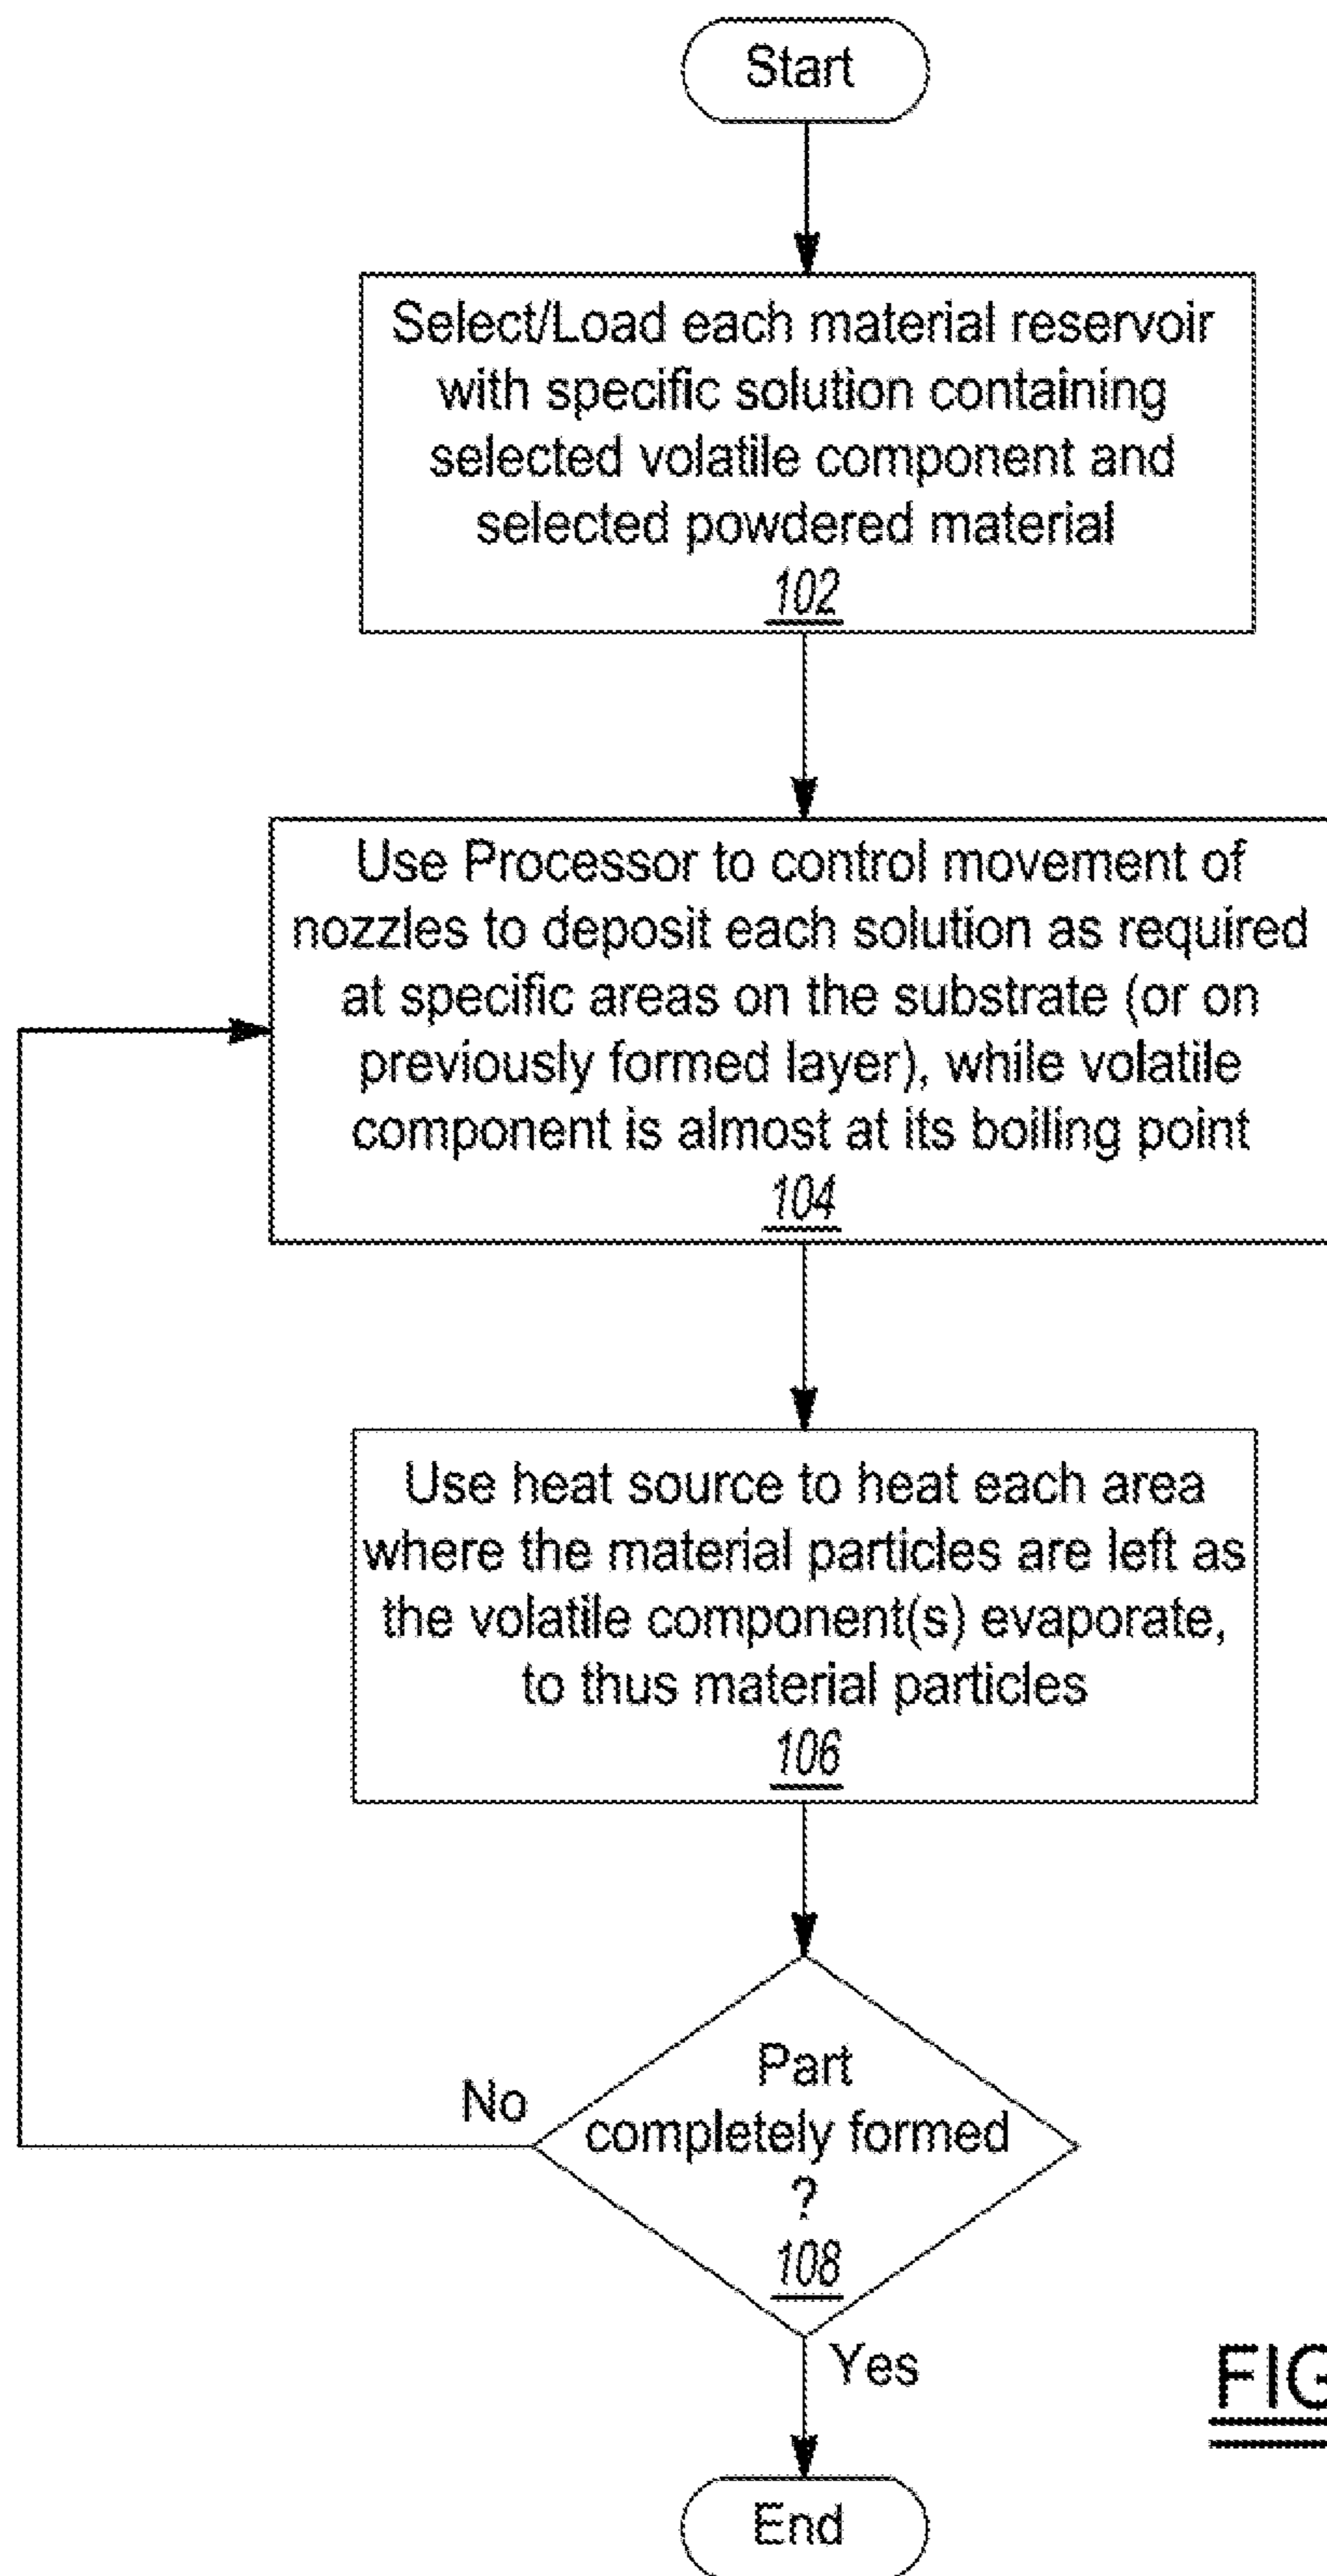 Start
Select/Load each material reservoir
with specific solution containing
selected volatile component and
selected powdered material
102
Use Processor to control movement of
nozzles to deposit each solution as required
at specific areas on the substrate (or on
previously formed layer), while volatile
component is almost at its boiling point
104
Use heat source to heat each area
where the material particles are left as
the volatile component(s) evaporate,
to thus material particles
106
Part
completely formed
?
108
No
Yes
FIG
End